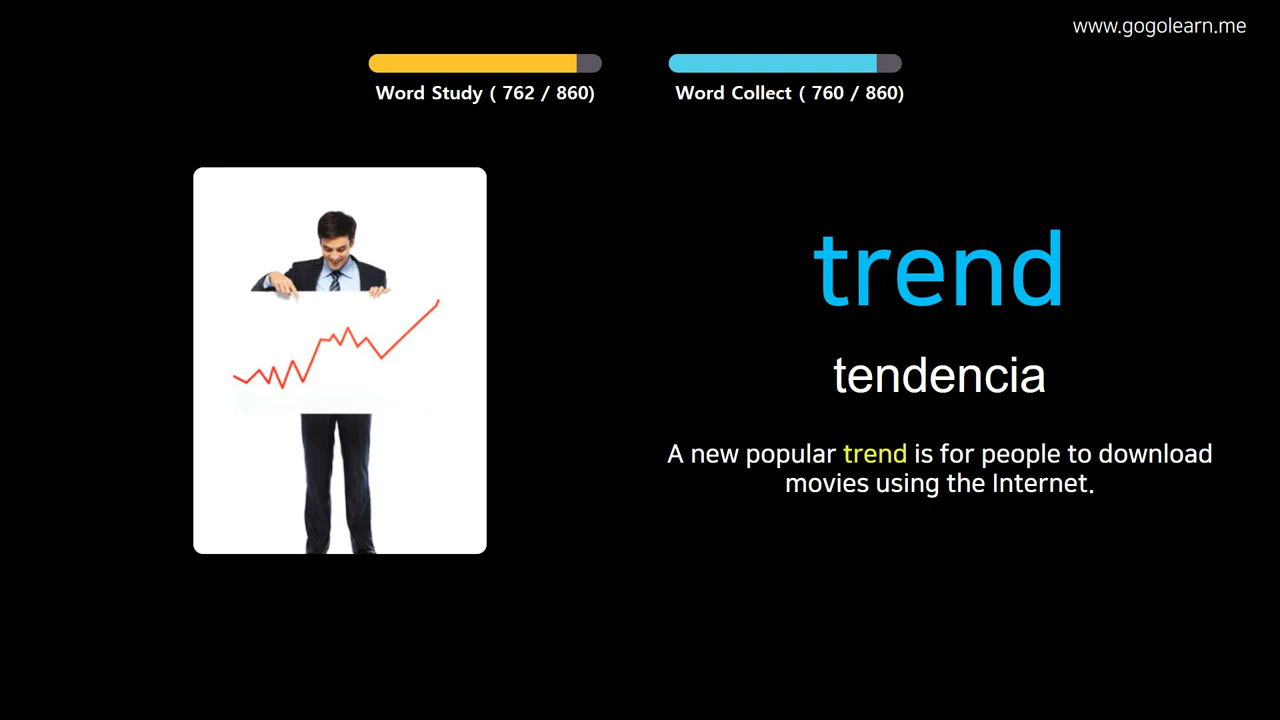 www.gogolearn.me
Word Study ( 762 / 860)
Word Collect ( 760 / 860)
trend
tendencia
A new popular trend is for people to download
movies using the Internet.